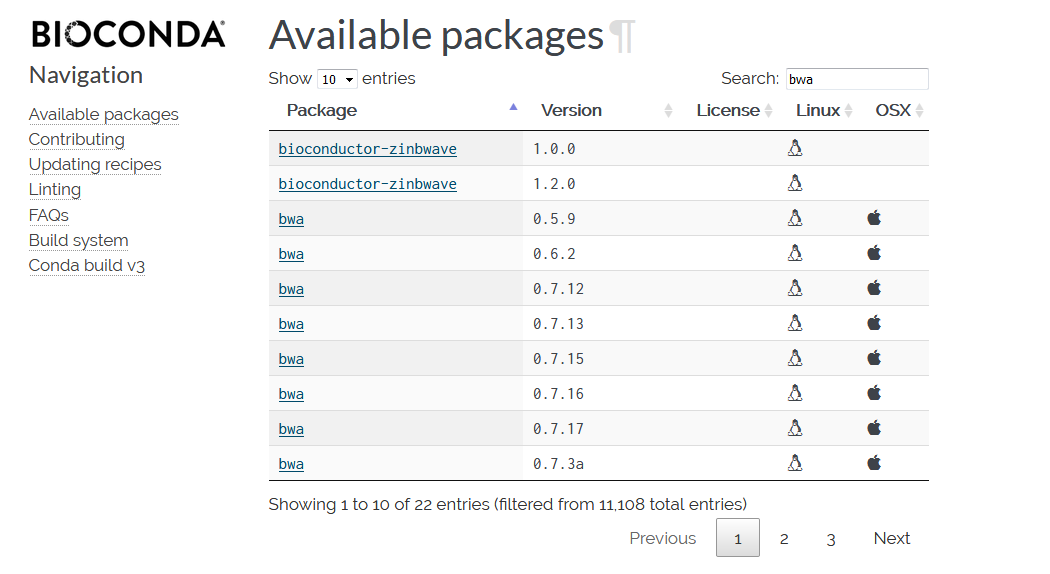 BIOCONDA
Navigation
Available packages
Contributing
Updating recipes
Linting
FAQs
Build system
Conda build v3
Available packages¶
Show 10 entries
Search: bwa
Package Version License Linux OSX
bioconductor-zinbwave 1.0.0
bioconductor-zinbwave 1.2.0
bwa 0.5.9
bwa 0.6.2
bwa 0.7.12
bwa 0.7.13
bwa 0.7.15
bwa 0.7.16
bwa 0.7.17
bwa 0.7.3a
Showing 1 to 10 of 22 entries (filtered from 11,108 total entries)
Previous 1 2 3 Next